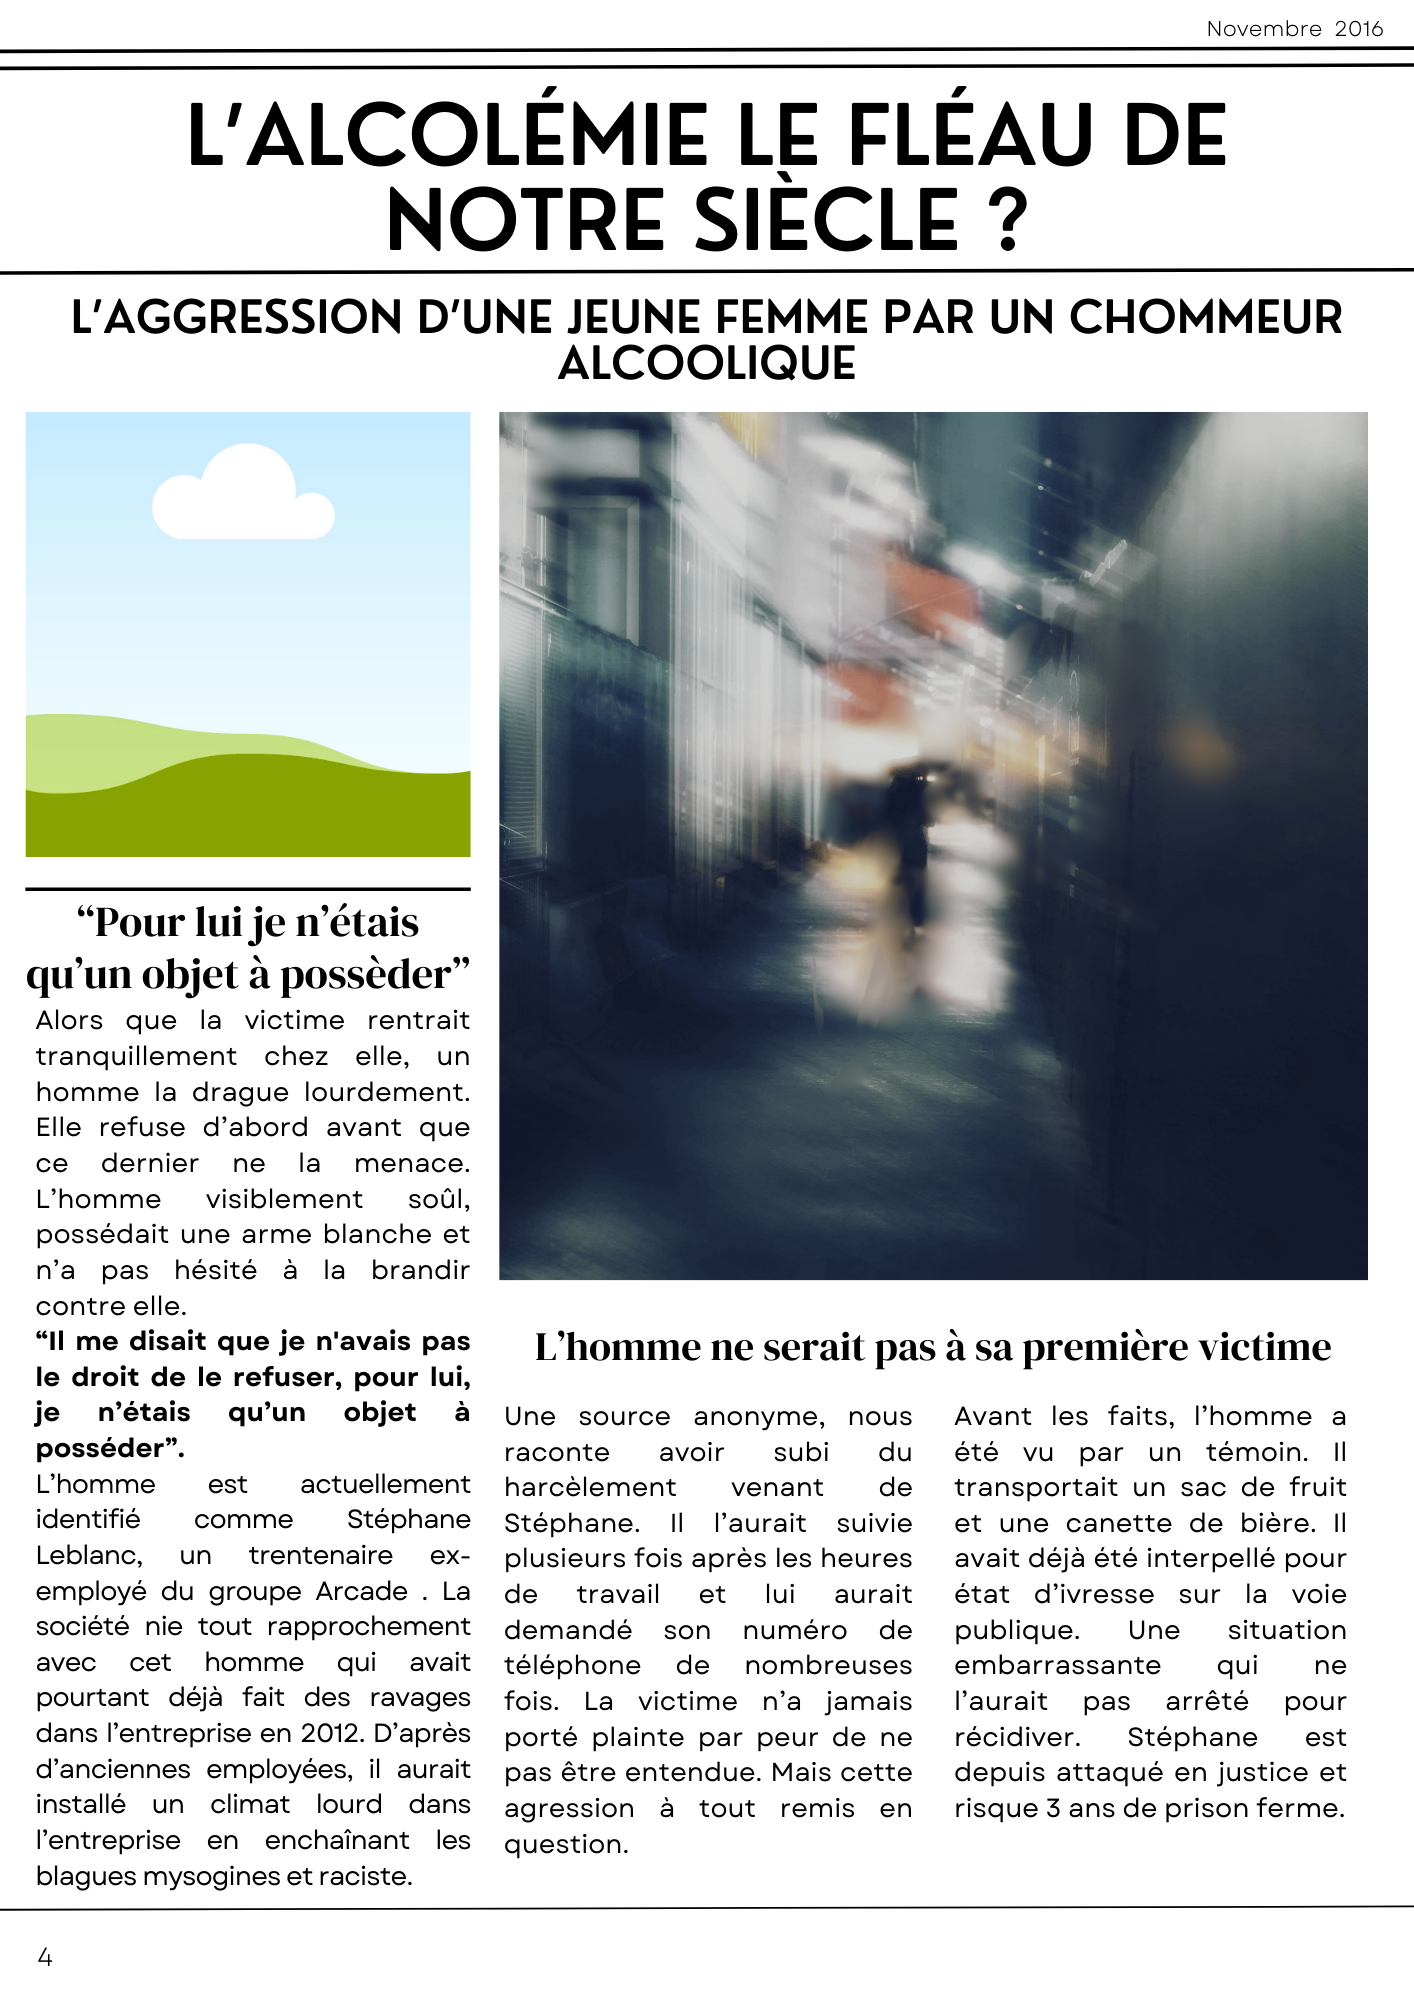 Novembre 2016
L'ALCOLÉMIE LE FLÉAU DE
NOTRE SIÈCLE ?
L'AGGRESSION D'UNE JEUNE FEMME PAR UN CHOMMEUR
ALCOOLIQUE
“Pour lui je n’étais
qu’un objet à possèder”
Alors que la victime rentrait
tranquillement chez elle, un
homme la drague lourdement.
Elle refuse d’abord avant que
ce dernier ne la menace.
L’homme visiblement soûl,
possédait une arme blanche et
n’a pas hésité à la brandir
contre elle.
“Il me disait que je n'avais pas
le droit de le refuser, pour lui,
je n’étais qu’un objet à
posséder”.
L’homme est actuellement
identifié comme Stéphane
Leblanc, un trentenaire ex-
employé du groupe Arcade . La
société nie tout rapprochement
avec cet homme qui avait
pourtant déjà fait des ravages
dans l’entreprise en 2012. D’après
d’anciennes employées, il aurait
installé un climat lourd dans
l’entreprise en enchaînant les
blagues mysogines et raciste.
L’homme ne serait pas à sa première victime
Une source anonyme, nous
raconte avoir subi du
harcèlement venant de
Stéphane. Il l’aurait suivie
plusieurs fois après les heures
de travail et lui aurait
demandé son numéro de
téléphone de nombreuses
fois. La victime n’a jamais
porté plainte par peur de ne
pas être entendue. Mais cette
agression à tout remis en
question.
Avant les faits, l’homme a
été vu par un témoin. Il
transportait un sac de fruit
et une canette de bière. Il
avait déjà été interpellé pour
état d’ivresse sur la voie
publique. Une situation
embarrassante qui ne
l’aurait pas arrêté pour
récidiver. Stéphane est
depuis attaqué en justice et
risque 3 ans de prison ferme.
4